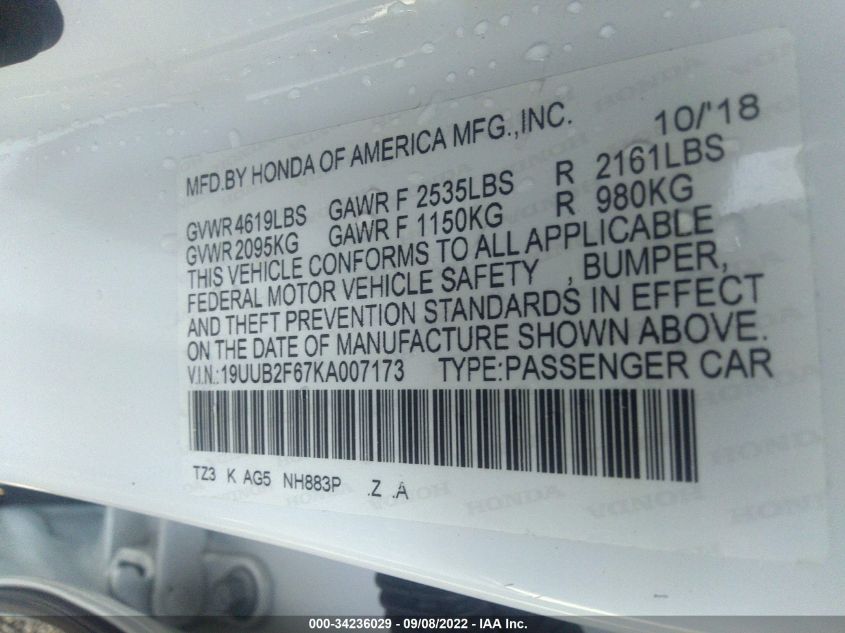 MFD.BY HONDA OF AMERICA MFG.,INC. 10/'18
GVWR 4619LBS GAWR F 2535LBS R 2161LBS
GVWR 2095KG GAWR F 1150KG R 980KG
THIS VEHICLE CONFORMS TO ALL APPLICABLE
FEDERAL MOTOR VEHICLE SAFETY , BUMPER,
AND THEFT PREVENTION STANDARDS IN EFFECT
ON THE DATE OF MANUFACTURE SHOWN ABOVE.
V.I.N.:19UUB2F67KA007173 TYPE:PASSENGER CAR
TZ3 K AG5 NH883P .Z .A
HONDA HONDA HONDA HONDA
000-34236029 - 09/08/2022 - IAA Inc.